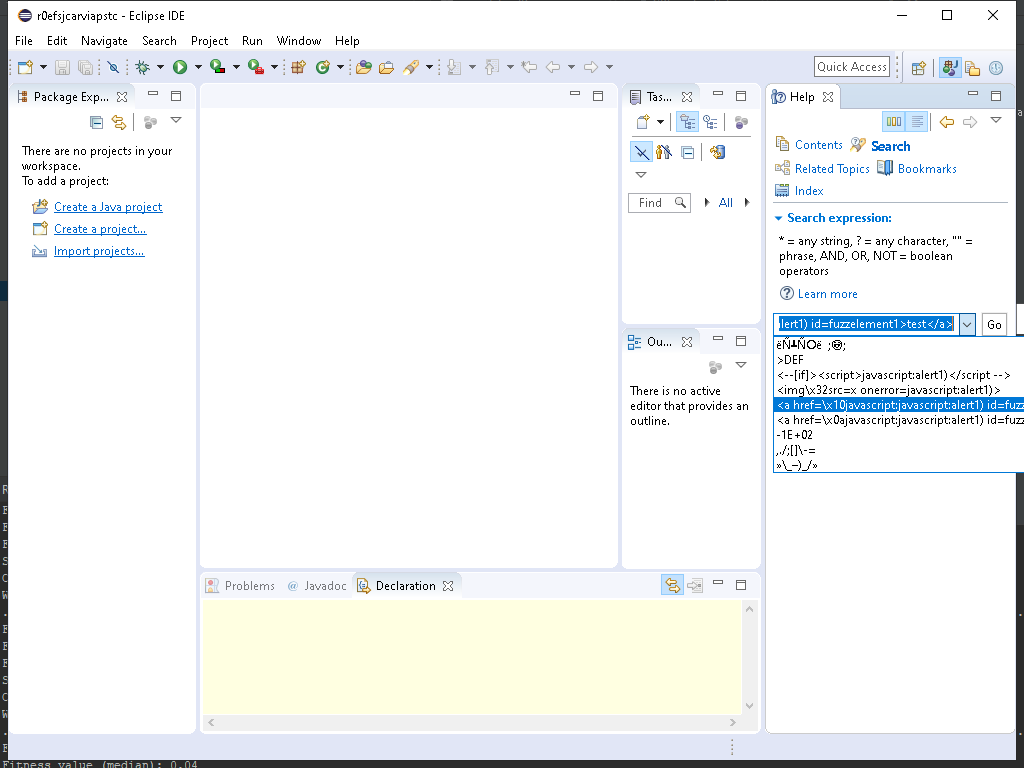 r0efsjcarviapstc - Eclipse IDE
File Edit Navigate Search Project Run Window Help
Quick Access
Package Exp...
There are no projects in your
workspace.
To add a project:
Create a Java project
Create a project...
Import projects...
Tas...
Find
All
Ou...
There is no active
editor that provides an
outline.
Help
Contents Search
Related Topics Bookmarks
Index
Search expression:
* = any string, ? = any character, "" =
phrase, AND, OR, NOT = boolean
operators
Learn more
lert1) id=fuzzelement1>test</a>
Go
>DEF
<--[if]><script>javascript:alert1)</script -->
<img\x32src=x onerror=javascript:alert1)>
<a href=\x10javascript:javascript:alert1) id=fuzz
<a href=\x0ajavascript:javascript:alert1) id=fuzz
-1E+02
,./;[]\-=
»\_–)_/»
Problems @ Javadoc Declaration
Fitness value (median): 0.04